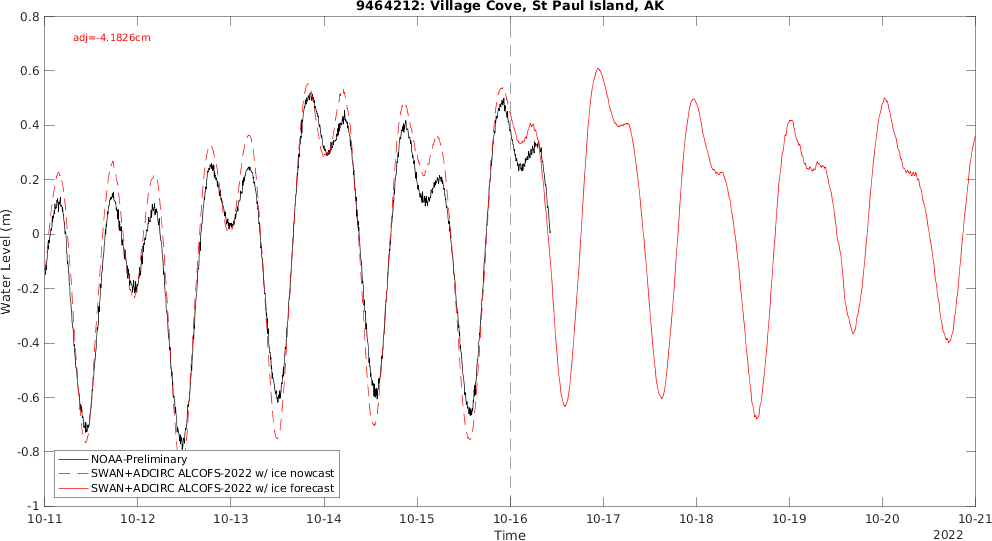 9464212: Village Cove, St Paul Island, AK
adj=-4.1826cm
0.8
0.6
0.4
0.2
0
-0.2
-0.4
-0.6
-0.8
-1
Water Level (m)
NOAA-Preliminary
SWAN+ADCIRC ALCOFS-2022 w/ ice nowcast
SWAN+ADCIRC ALCOFS-2022 w/ ice forecast
10-11 10-12 10-13 10-14 10-15 10-16 10-17 10-18 10-19 10-20 10-21
Time
2022